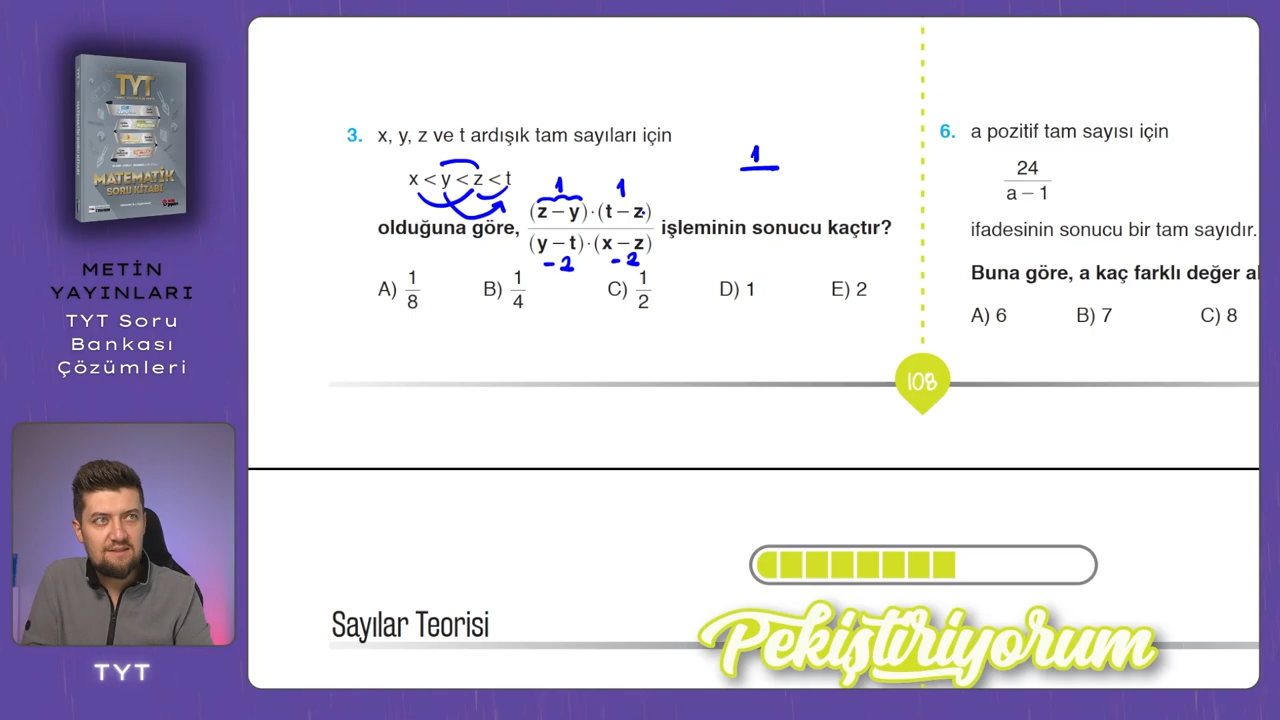 TYT
MATEMATİK
SORU KİTABI
METİN
YAYINLARI
TYT Soru
Bankası
Çözümleri
TYT
3. x, y, z ve t ardışık tam sayıları için
x < y < z < t
1 1
olduğuna göre, (z – y)·(t – z) / (y – t)·(x – z) işleminin sonucu kaçtır?
-2 -2
1
A) 1/8 B) 1/4 C) 1/2 D) 1 E) 2
6. a pozitif tam sayısı için
24 / a – 1
ifadesinin sonucu bir tam sayıdır.
Buna göre, a kaç farklı değer al
A) 6 B) 7 C) 8
108
Sayılar Teorisi
Pekiştiriyorum